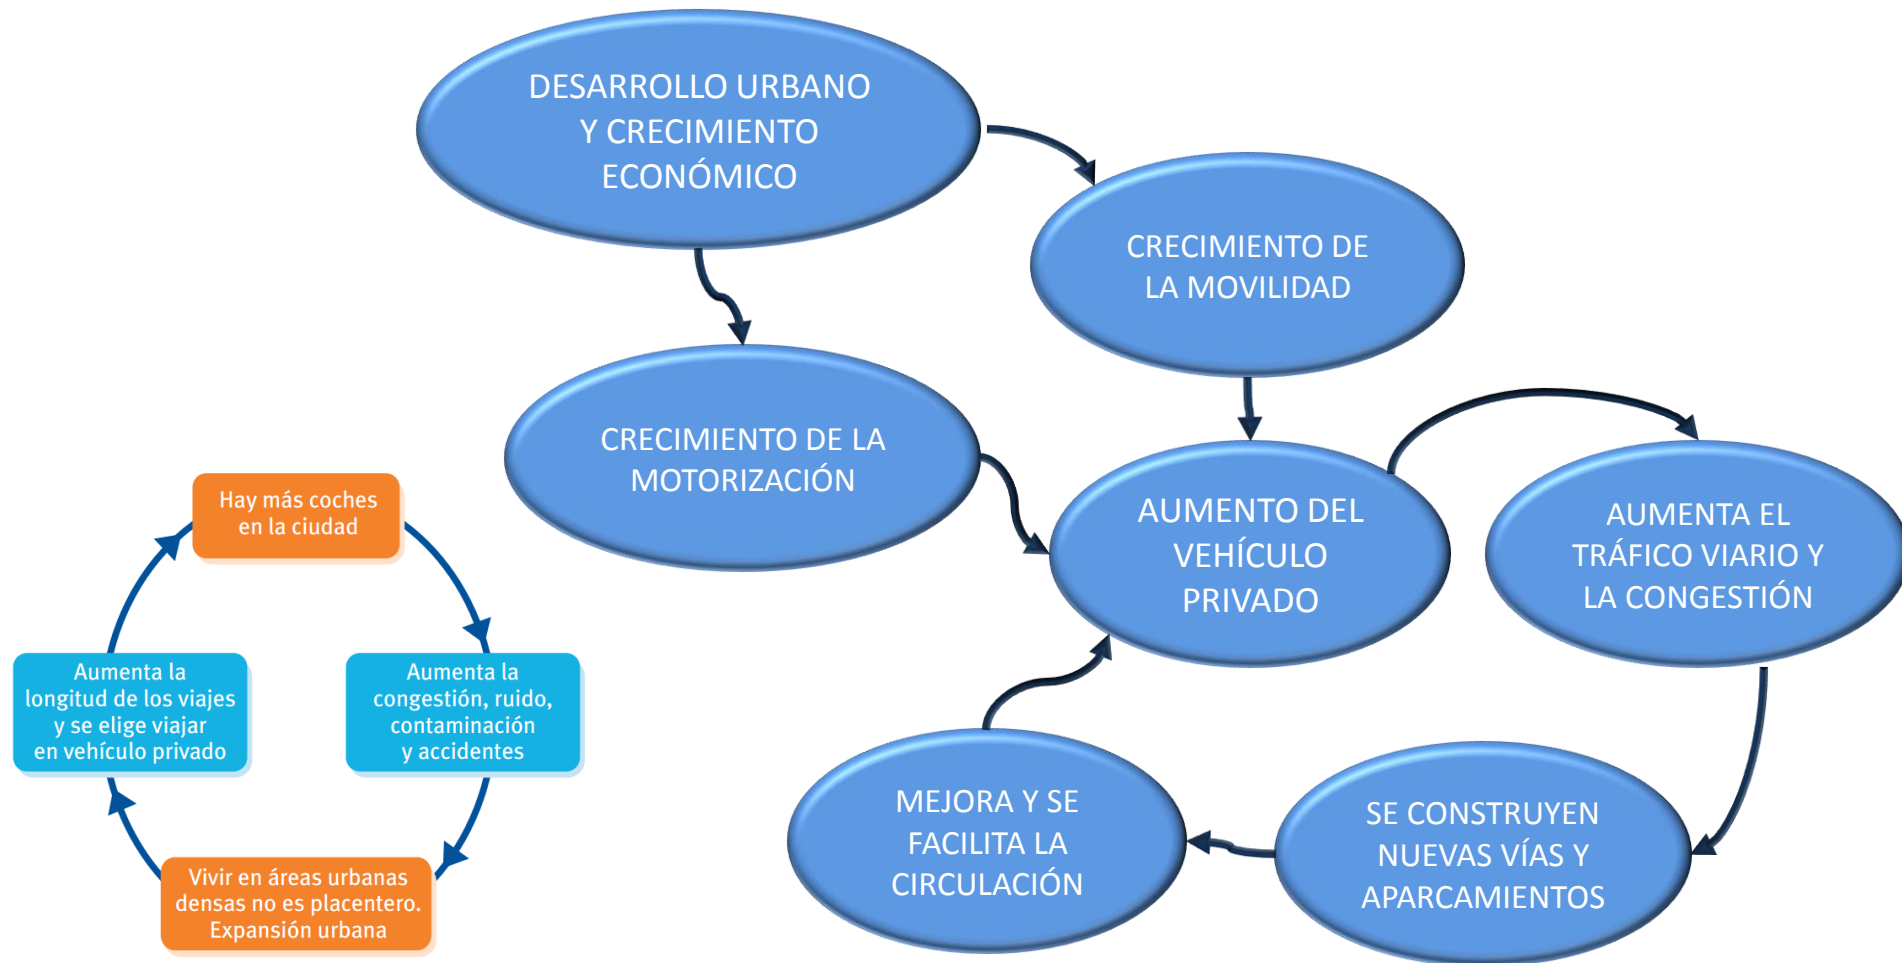 DESARROLLO URBANO
Y CRECIMIENTO
ECONÓMICO
CRECIMIENTO DE
LA MOVILIDAD
CRECIMIENTO DE LA
MOTORIZACIÓN
AUMENTO DEL
VEHÍCULO
PRIVADO
AUMENTA EL
TRÁFICO VIARIO Y
LA CONGESTIÓN
SE CONSTRUYEN
NUEVAS VÍAS Y
APARCAMIENTOS
MEJORA Y SE
FACILITA LA
CIRCULACIÓN
Hay más coches
en la ciudad
Aumenta la
congestión, ruido,
contaminación
y accidentes
Vivir en áreas urbanas
densas no es placentero.
Expansión urbana
Aumenta la
longitud de los viajes
y se elige viajar
en vehículo privado